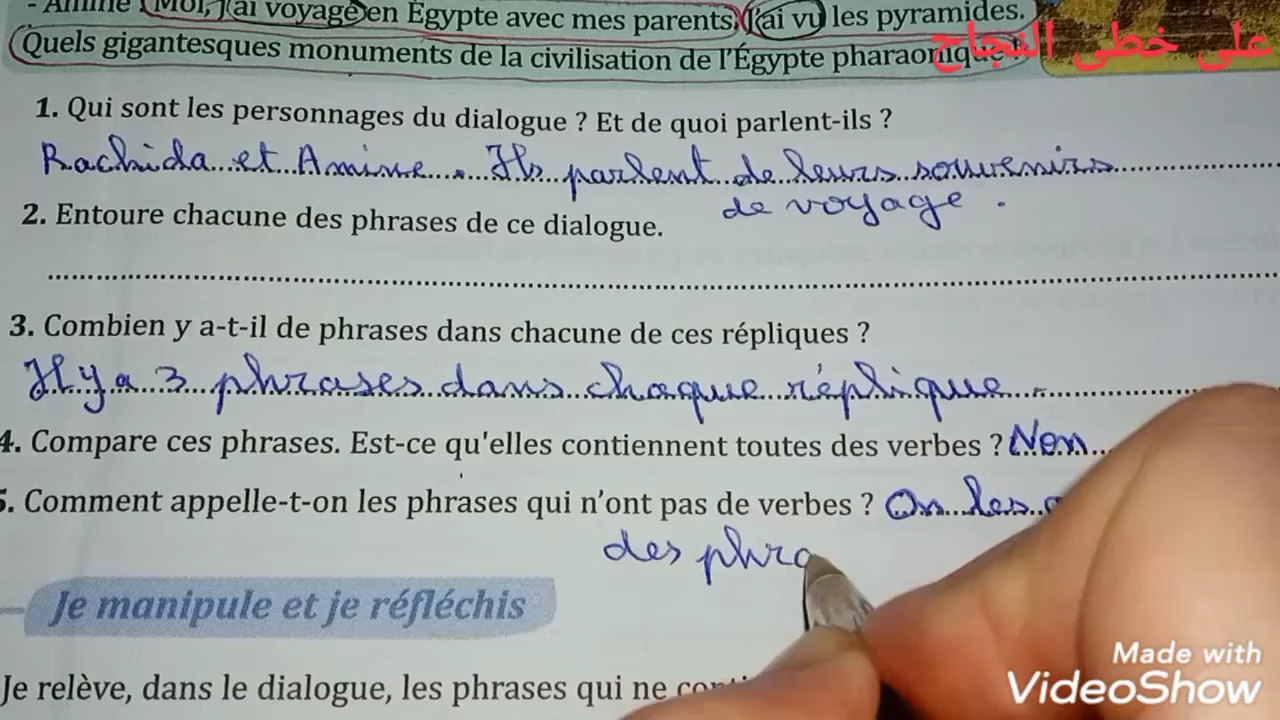 - Amine : Moi, j'ai voyagé en Égypte avec mes parents. J'ai vu les pyramides.
Quels gigantesques monuments de la civilisation de l'Égypte pharaonique !
على خطى النجاح
1. Qui sont les personnages du dialogue ? Et de quoi parlent-ils ?
Rachida et Amine. Ils parlent de leurs souvenirs
de voyage.
2. Entoure chacune des phrases de ce dialogue.
3. Combien y a-t-il de phrases dans chacune de ces répliques ?
Il y a 3 phrases dans chaque réplique.
4. Compare ces phrases. Est-ce qu'elles contiennent toutes des verbes ? Non
5. Comment appelle-t-on les phrases qui n'ont pas de verbes ? On les
des phra
Je manipule et je réfléchis
Je relève, dans le dialogue, les phrases qui ne
Made with
VideoShow